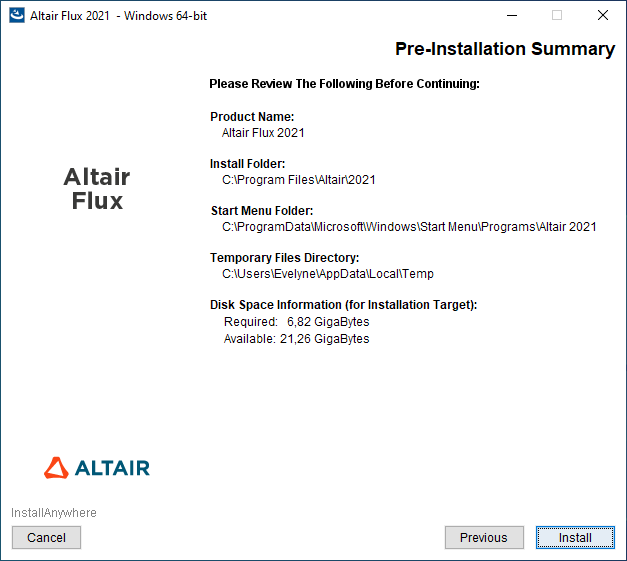 Altair Flux 2021 - Windows 64-bit
Pre-Installation Summary
Please Review The Following Before Continuing:
Product Name:
Altair Flux 2021
Install Folder:
C:\Program Files\Altair\2021
Altair
Flux
Start Menu Folder:
C:\ProgramData\Microsoft\Windows\Start Menu\Programs\Altair 2021
Temporary Files Directory:
C:\Users\Evelyne\AppData\Local\Temp
Disk Space Information (for Installation Target):
Required: 6,82 GigaBytes
Available: 21,26 GigaBytes
ALTAIR
InstallAnywhere
Cancel Previous Install